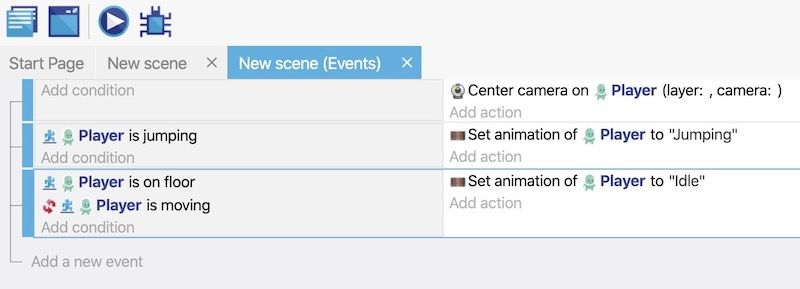 Start Page New scene × New scene (Events) ×
Add condition
Center camera on Player (layer: , camera: )
Add action
Player is jumping
Add condition
Set animation of Player to "Jumping"
Add action
Player is on floor
Player is moving
Add condition
Set animation of Player to "Idle"
Add action
Add a new event